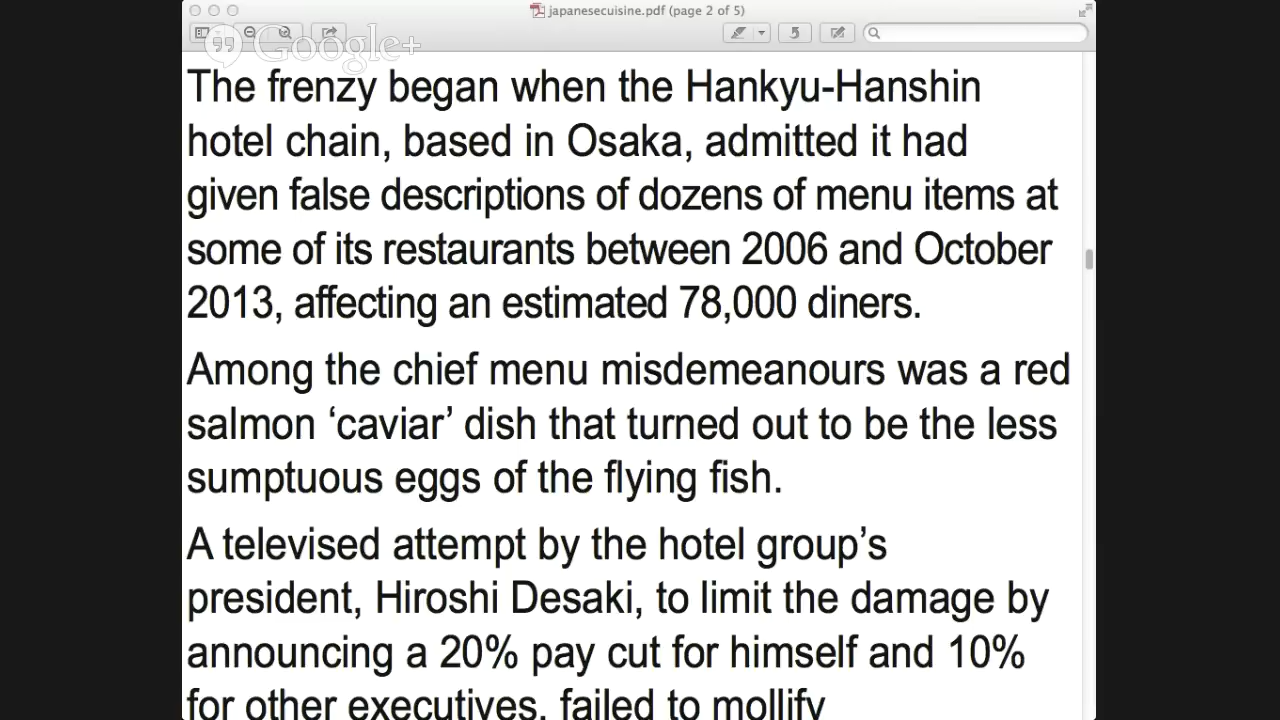 japanesecuisine.pdf (page 2 of 5)
Google+
The frenzy began when the Hankyu-Hanshin
hotel chain, based in Osaka, admitted it had
given false descriptions of dozens of menu items at
some of its restaurants between 2006 and October
2013, affecting an estimated 78,000 diners.
Among the chief menu misdemeanours was a red
salmon ‘caviar’ dish that turned out to be the less
sumptuous eggs of the flying fish.
A televised attempt by the hotel group’s
president, Hiroshi Desaki, to limit the damage by
announcing a 20% pay cut for himself and 10%
for other executives, failed to mollify